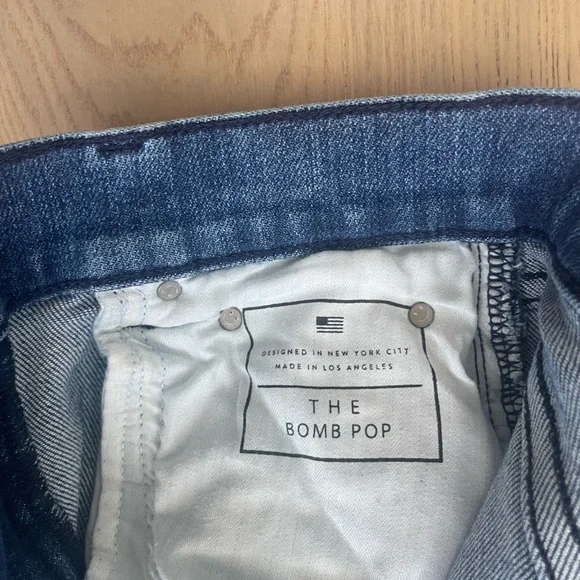 DESIGNED IN NEW YORK CITY
MADE IN LOS ANGELES
THE
BOMB POP